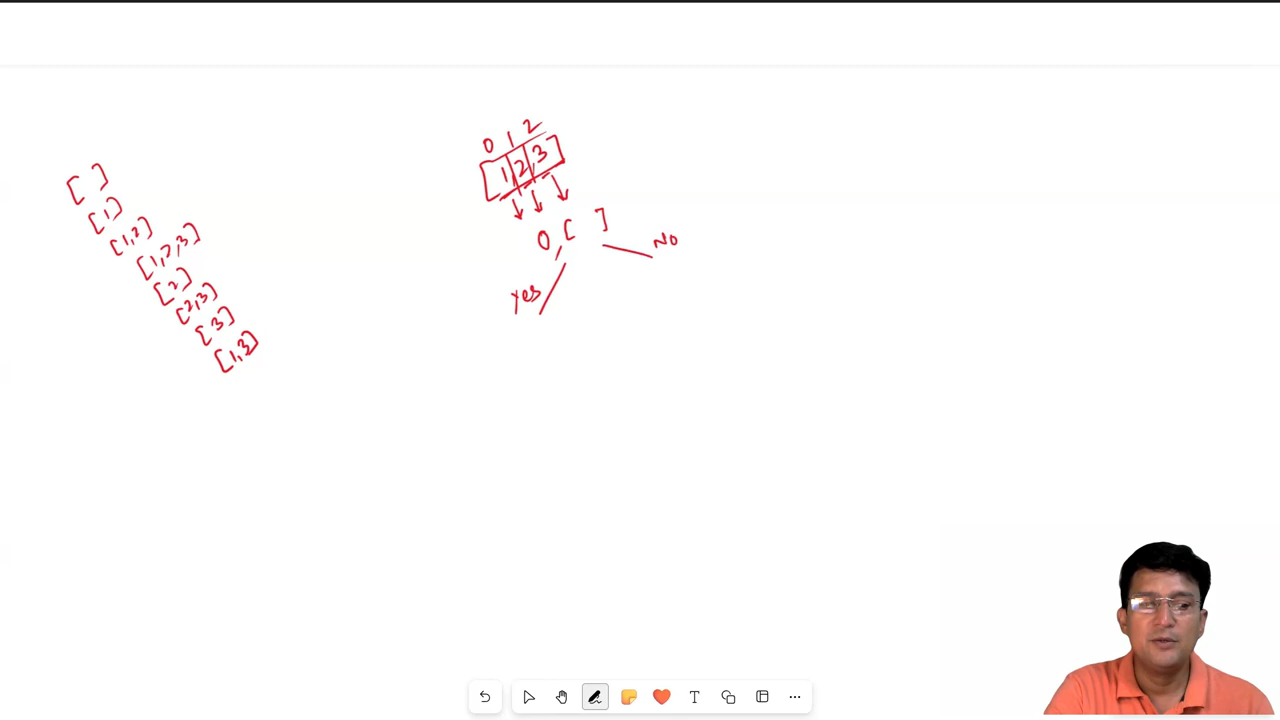 [ ]
[1]
[1,2]
[1,2,3]
[2]
[2,3]
[3]
[1,3]
0 1 2
[1|2|3]
0 [ ]
Yes
No
T